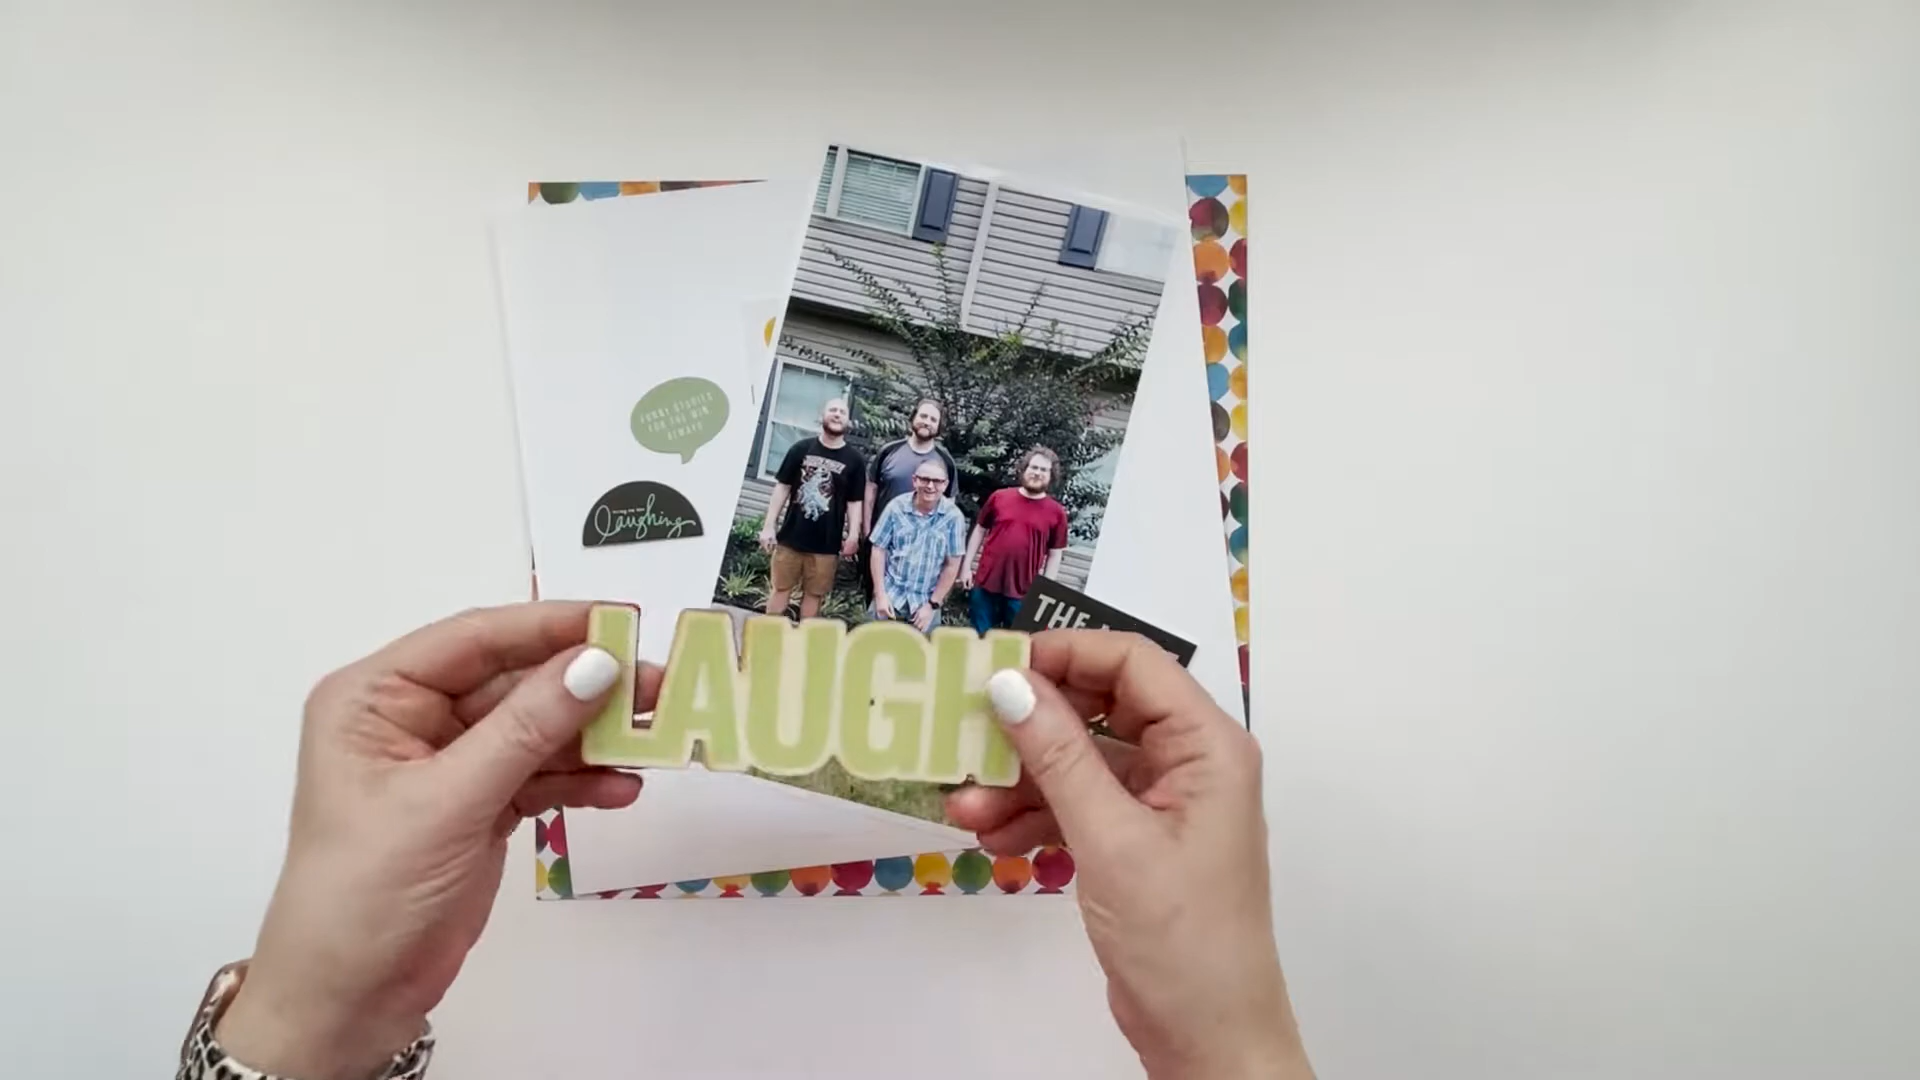 FUNNY STORIES
FOR THE WIN
ALWAYS
laughing
THE
LAUGH